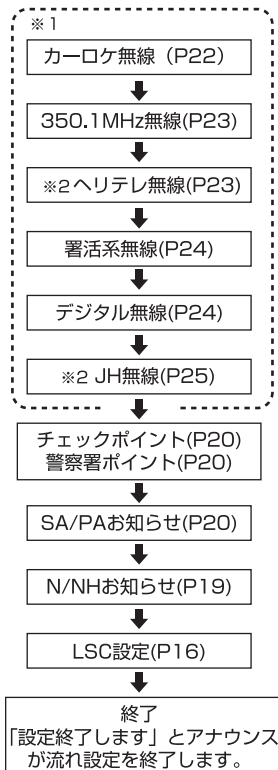 ※1
カーロケ無線（P22）
350.1MHz無線(P23)
※2ヘリテレ無線(P23)
署活系無線(P24)
デジタル無線(P24)
※2 JH無線(P25)
チェックポイント(P20)
警察署ポイント(P20)
SA/PAお知らせ(P20)
N/NHお知らせ(P19)
LSC設定(P16)
終了
「設定終了します」とアナウンス
が流れ設定を終了します。